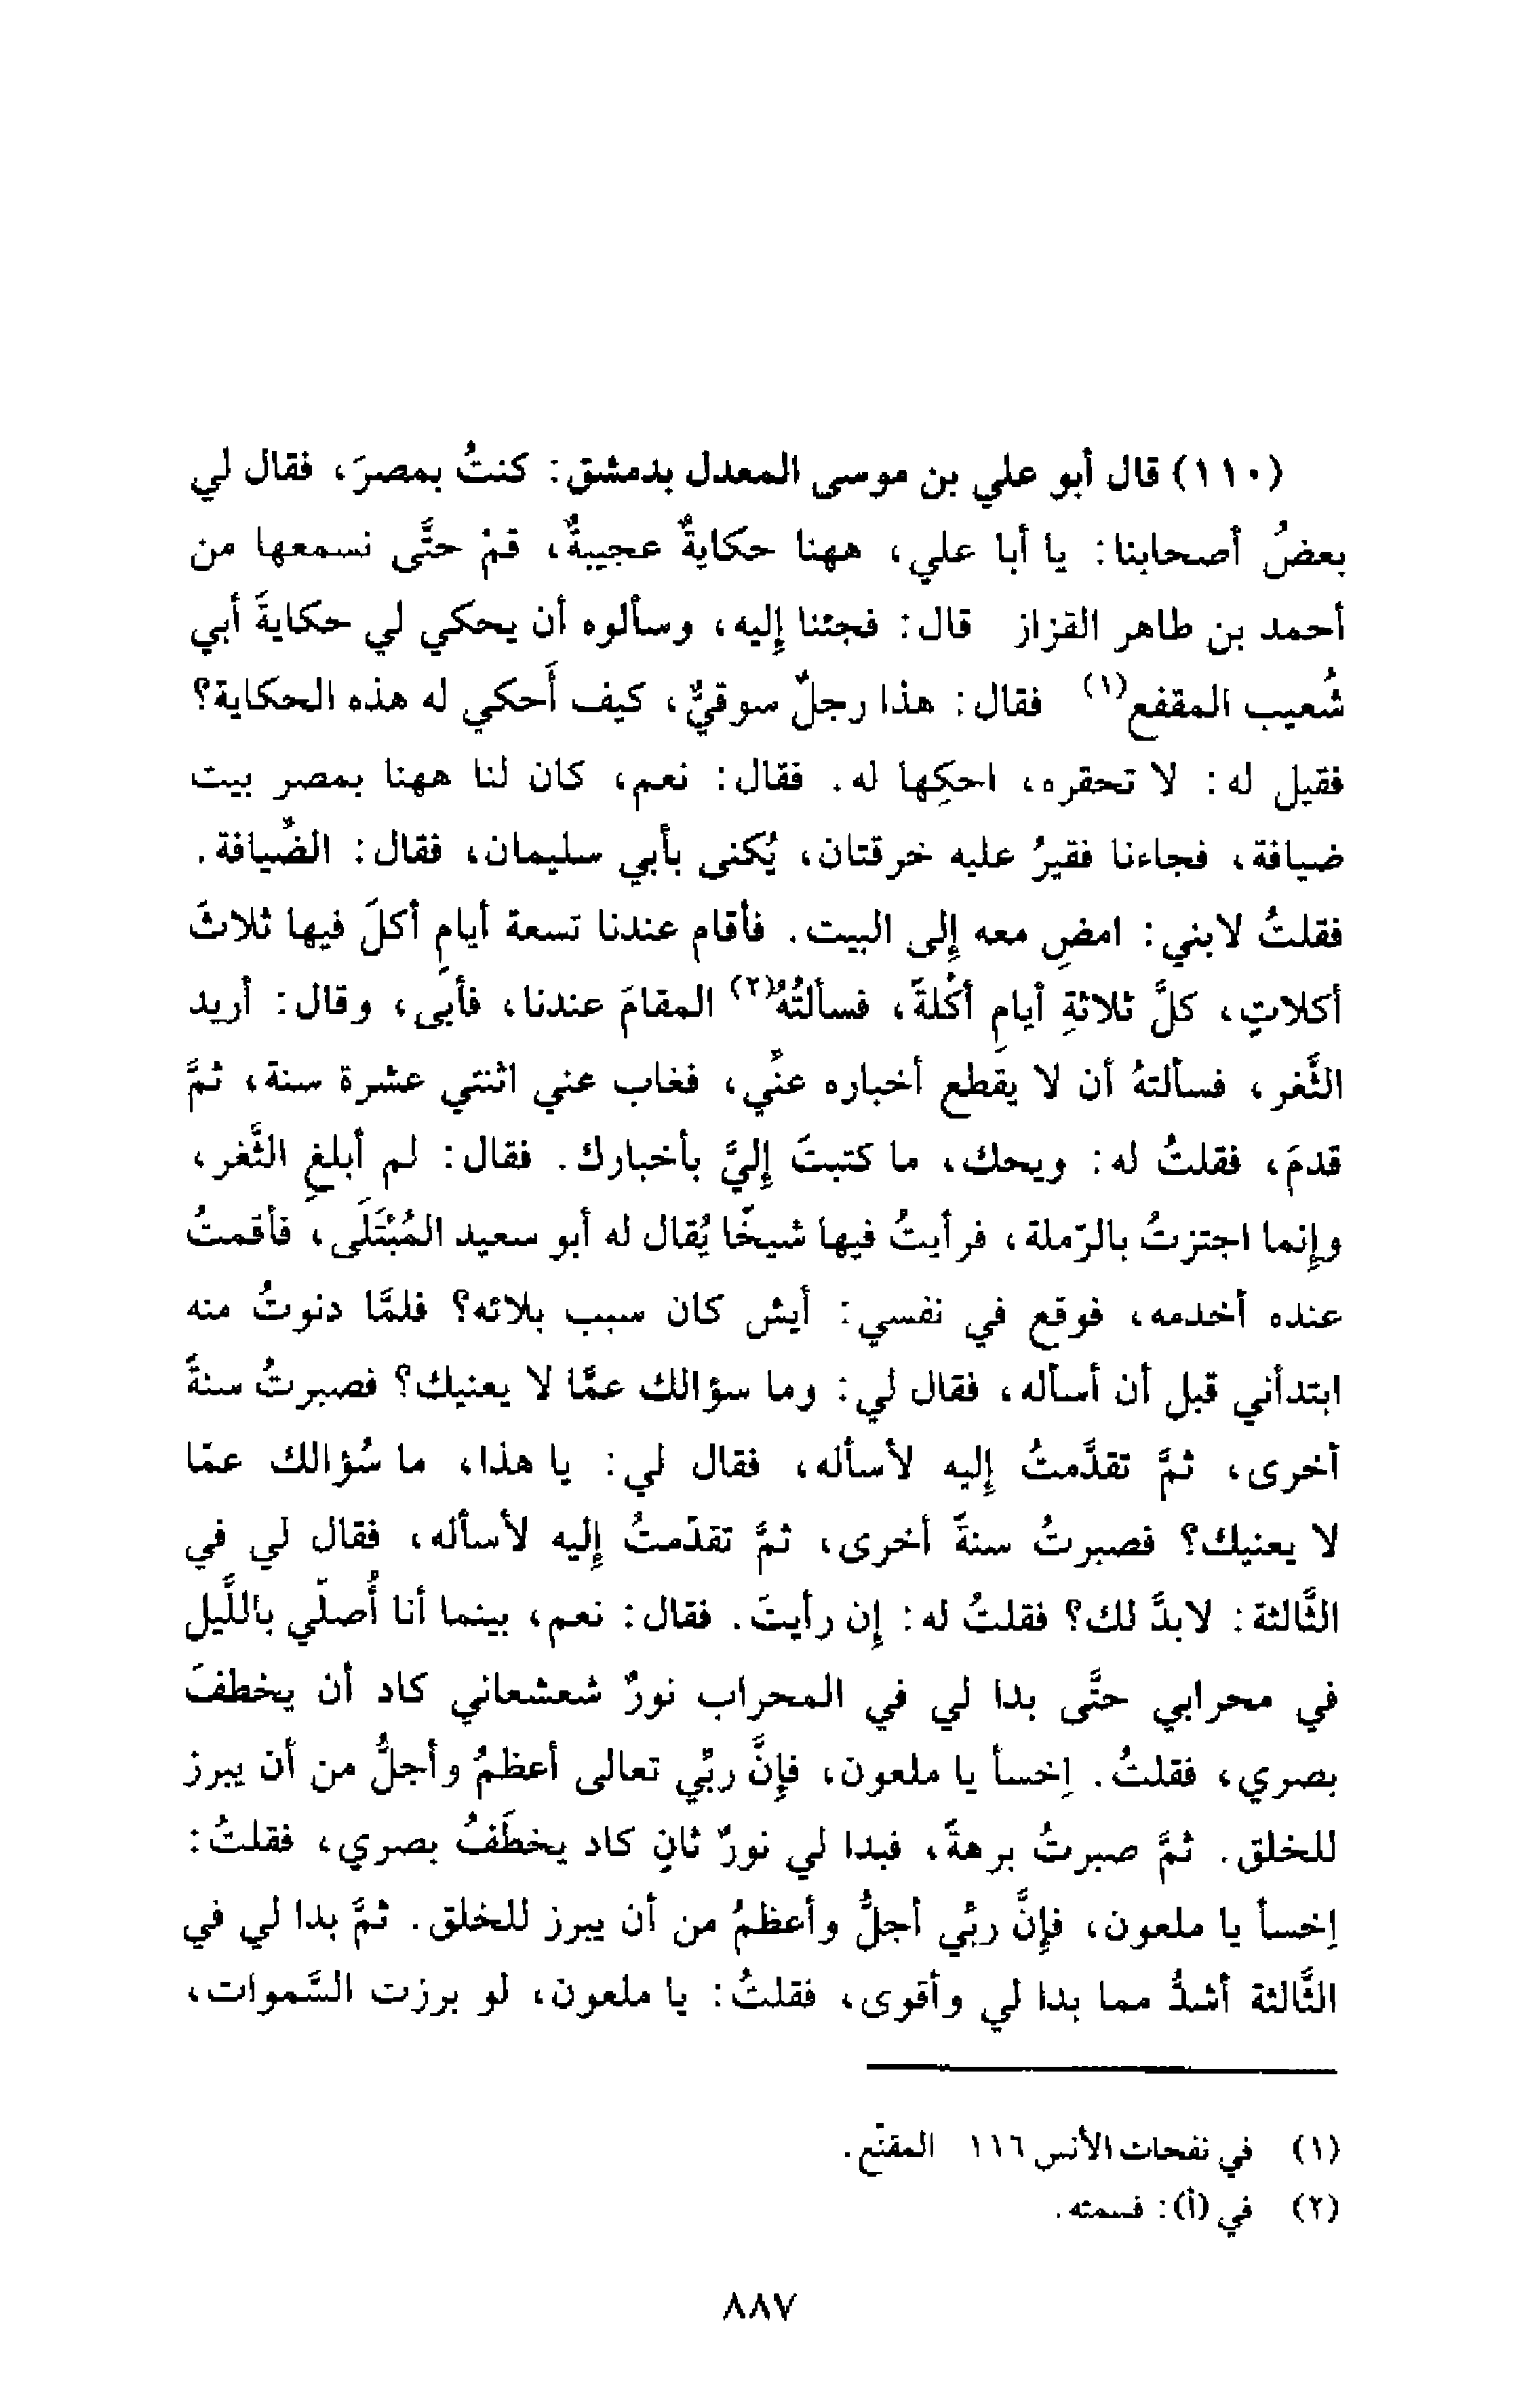 (١١٠) قال أبو علي بن موسى المعدل بدمشق: كنتُ بمصرَ، فقال لي
بعضُ أصحابنا: يا أبا علي، ههنا حكايةٌ عجيبةٌ، قمْ حتَّى نسمعها من
أحمد بن طاهر القزاز قال: فجئنا إليه، وسألوه أن يحكي لي حكايةَ أبي
شُعيب المقفع(١) فقال: هذا رجلٌ سوقيٌّ، كيف أَحكي له هذه الحكاية؟
فقيل له: لا تحقره، احكِها له. فقال: نعم، كان لنا ههنا بمصر بيت
ضيافة، فجاءنا فقيرُ عليه خرقتان، يُكنى بأبي سليمان، فقال: الضِّيافة.
فقلتُ لابني: امضِ معه إلى البيت. فأقام عندنا تسعة أيامٍ أكلَ فيها ثلاثَ
أكلاتٍ، كلَّ ثلاثةِ أيامٍ أكْلةً، فسألتُهُ(٢) المقامَ عندنا، فأبى، وقال: أريد
الثَّغر، فسألتهُ أن لا يقطع أخباره عنِّي، فغاب عني اثنتي عشرة سنة، ثمَّ
قدمَ، فقلتُ له: ويحك، ما كتبتَ إليَّ بأخبارك. فقال: لم أبلغِ الثَّغر،
وإنما اجتزتُ بالرّملة، فرأيتُ فيها شيخًا يُقال له أبو سعيد المُبْتَلَى، فأقمتُ
عنده أخدمه، فوقع في نفسي: أيش كان سبب بلائه؟ فلمَّا دنوتُ منه
ابتدأني قبل أن أسأله، فقال لي: وما سؤالك عمَّا لا يعنيك؟ فصبرتُ سنةً
أخرى، ثمَّ تقدَّمتُ إليه لأسأله، فقال لي: يا هذا، ما سُؤالك عمّا
لا يعنيك؟ فصبرتُ سنةً أخرى، ثمَّ تقدّمتُ إليه لأسأله، فقال لي في
الثَّالثة: لابدَّ لك؟ فقلتُ له: إن رأيتَ. فقال: نعم، بينما أنا أُصلّي باللَّيل
في محرابي حتَّى بدا لي في المحراب نورٌ شعشعاني كاد أن يخطفَ
بصري، فقلتُ. اِخسأ يا ملعون، فإنَّ ربِّي تعالى أعظمُ وأجلُّ من أن يبرز
للخلق. ثمَّ صبرتُ برهةً، فبدا لي نورٌ ثانٍ كاد يخطَفُ بصري، فقلتُ:
اِخسأ يا ملعون، فإنَّ ربِّي أجلُّ وأعظمُ من أن يبرز للخلق. ثمَّ بدا لي في
الثَّالثة أشدُّ مما بدا لي وأقوى، فقلتُ: يا ملعون، لو برزت السَّموات،
(١) في نفحات الأنس ١١٦ المقنّع.
(٢) في (أ): فسمته.
٨٨٧